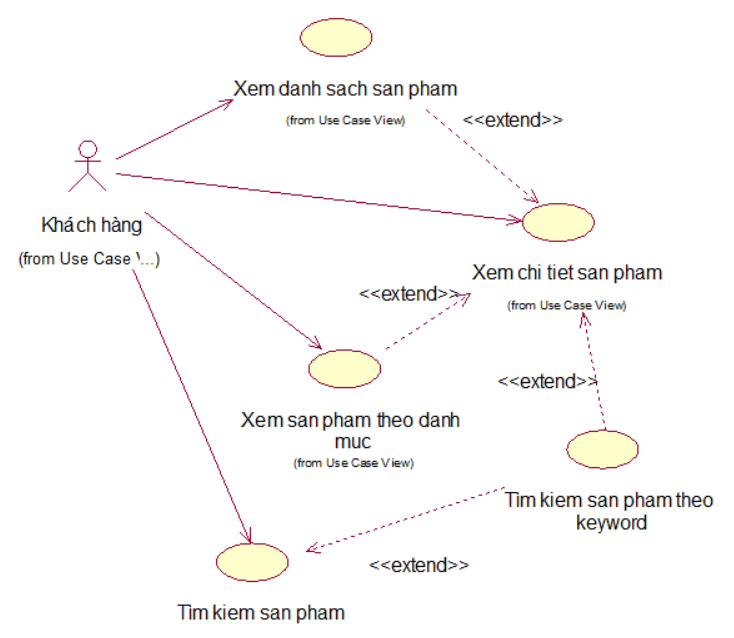 Xem danh sach san pham
(from Use Case View)
<<extend>>
Khách hàng
(from Use Case \...)
Xem chi tiet san pham
(from Use Case View)
<<extend>>
<<extend>>
Xem san pham theo danh
muc
(from Use Case View)
Tim kiem san pham theo
keyword
<<extend>>
Tim kiem san pham